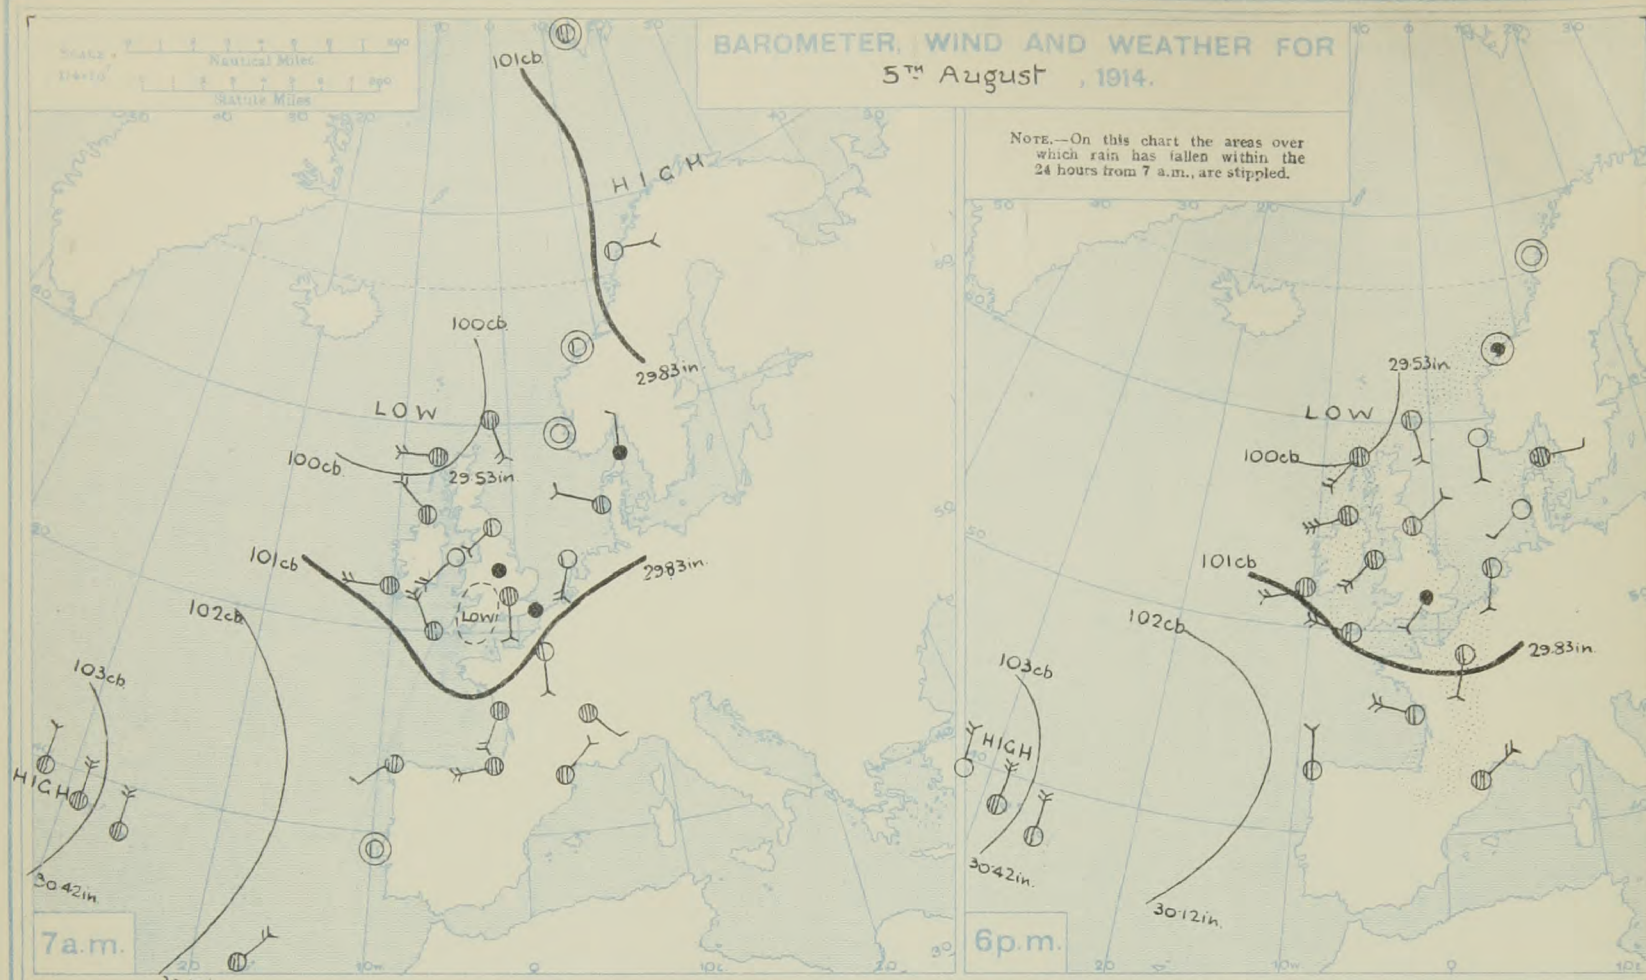 BAROMETER, WIND AND WEATHER FOR
5TH August , 1914.
NOTE.—On this chart the areas over
which rain has fallen within the
24 hours from 7 a.m., are stippled.
Nautical Miles
Statute Miles
101cb.
HIGH
29.83in.
100cb.
LOW
100cb.
29.53in.
101cb
29.83in.
LOW
102cb.
103cb.
HIGH
30.42in.
7a.m.
29.53in.
LOW
100cb.
101cb
29.83in.
102cb.
103cb
HIGH
30.42in.
30.12in.
6p.m.